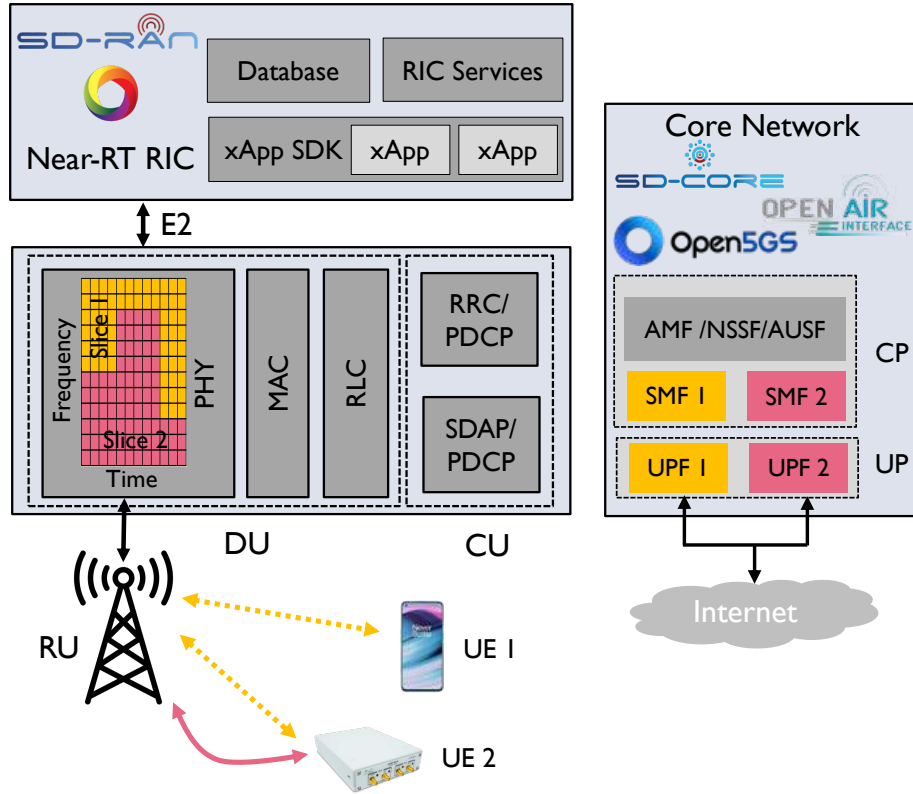 SD-RAN
Near-RT RIC
Database
RIC Services
xApp SDK
xApp
xApp
E2
Frequency
Slice 1
Slice 2
Time
PHY
MAC
RLC
RRC/
PDCP
SDAP/
PDCP
DU
CU
RU
UE 1
UE 2
Core Network
SD-CORE
OPEN AIR
INTERFACE
Open5GS
AMF /NSSF/AUSF
CP
SMF 1
SMF 2
UPF 1
UPF 2
UP
Internet